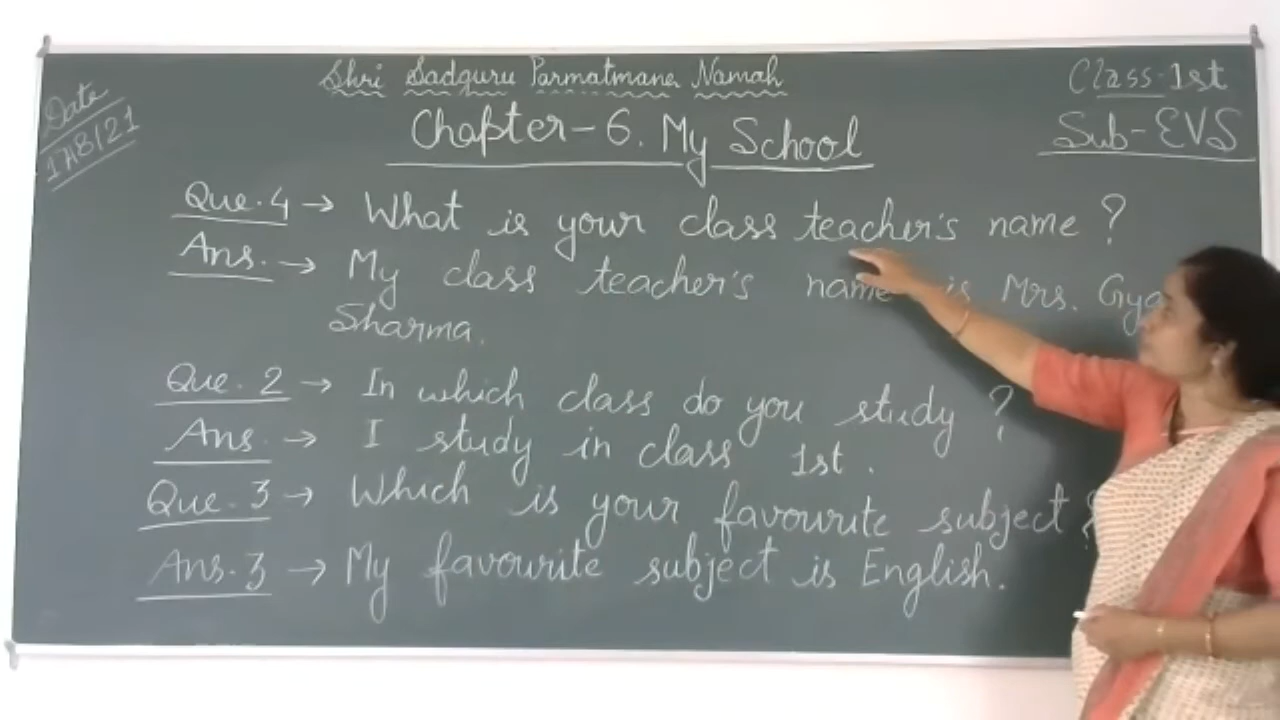 Shri Sadguru Parmatmane Namah
Class-1st
Date
Chapter-6. My School
Sub-EVS
17/8/21
Que.4 → What is your class teacher's name ?
Ans. → My class teacher's name is Mrs.
Sharma.
Que. 2 → In which class do you study ?
Ans → I study in class 1st .
Que. 3 → Which is your favourite subject ?
Ans. 3 → My favourite subject is English.